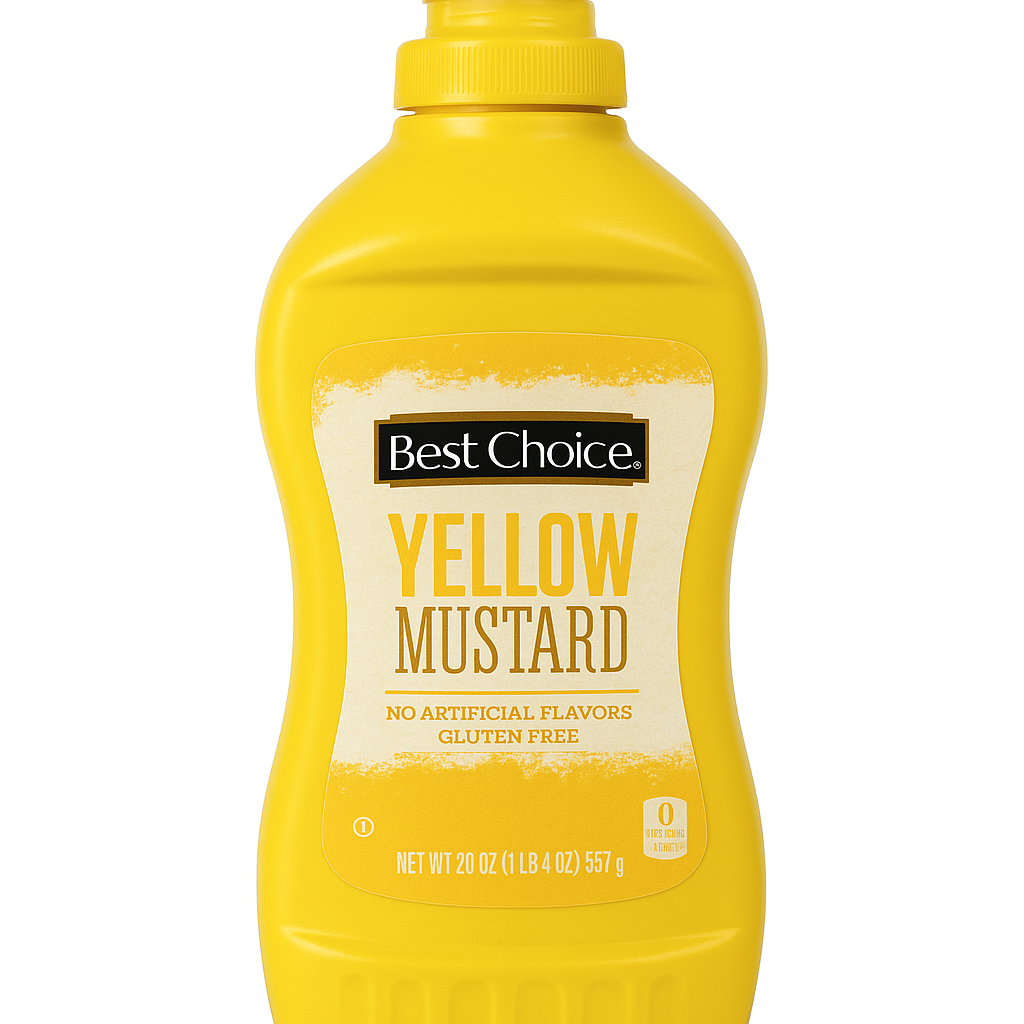 Best Choice®
YELLOW
MUSTARD
NO ARTIFICIAL FLAVORS
GLUTEN FREE
1
0
NET WT 20 OZ (1 LB 4 OZ) 557 g